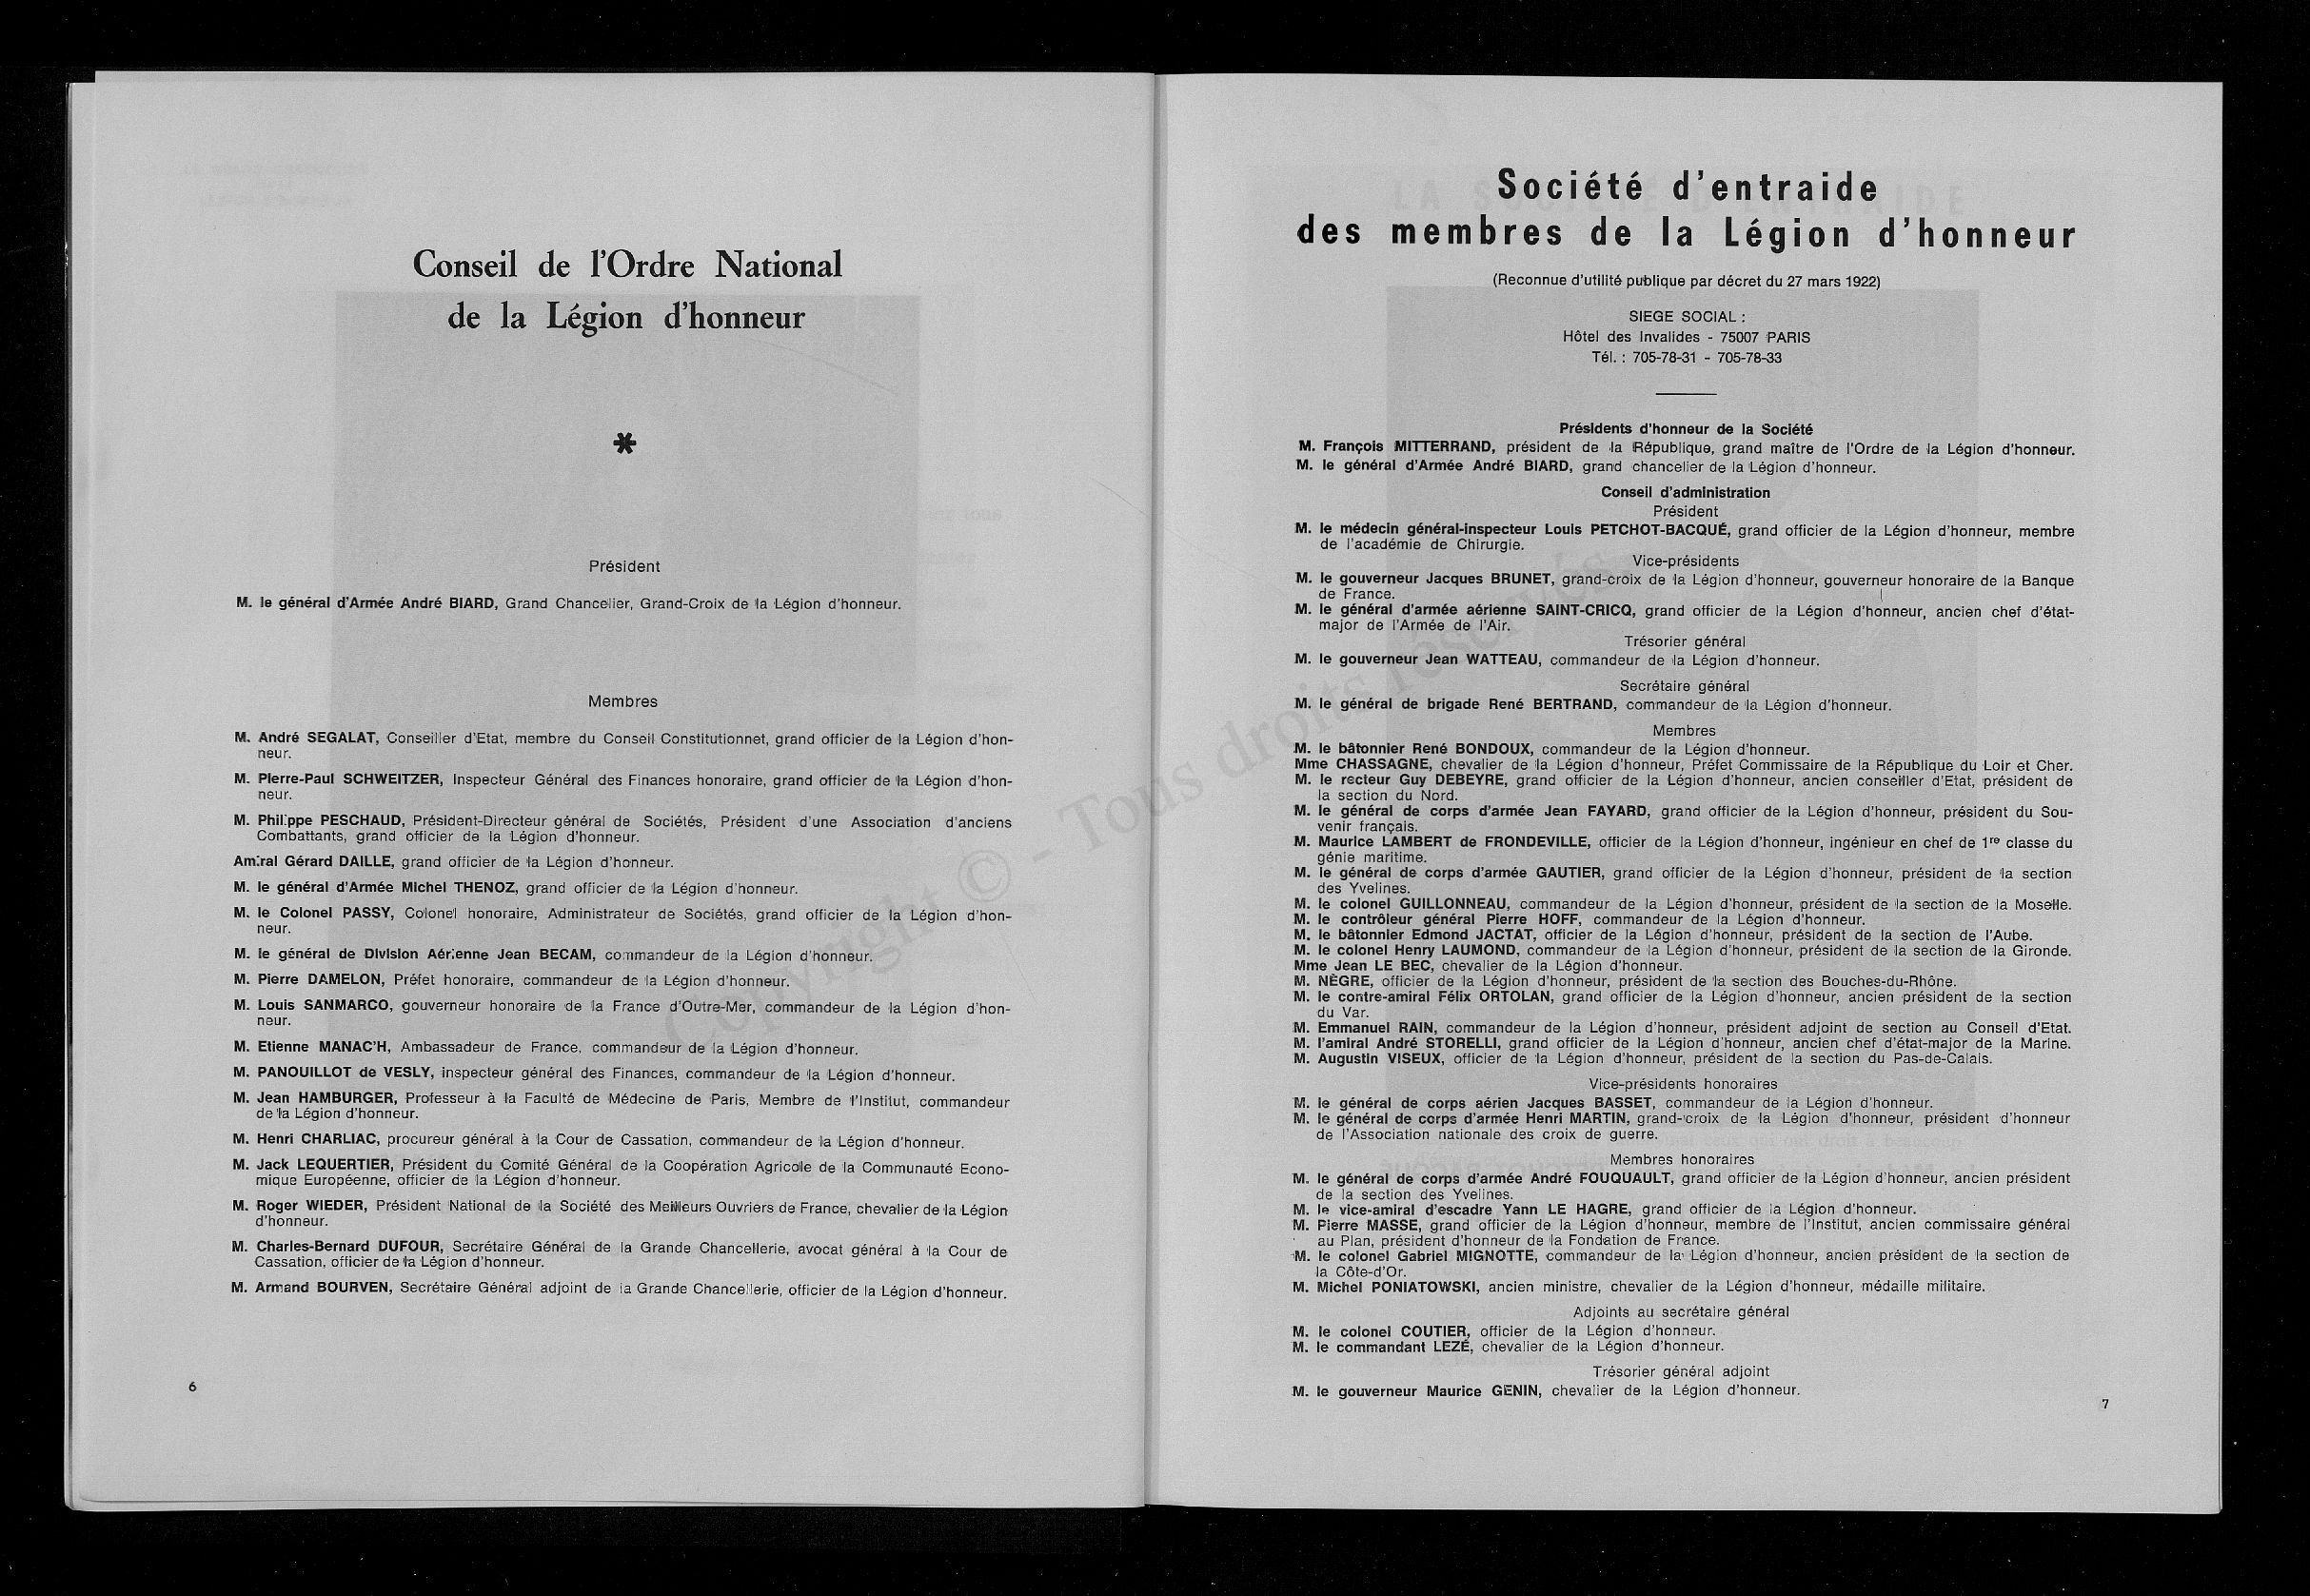 Conseil de l'Ordre National
de la Légion d'honneur
*
Président
M. le général d'Armée André BIARD, Grand Chancelier, Grand-Croix de la Légion d'honneur.
Membres
M. André SEGALAT, Conseiller d'Etat, membre du Conseil Constitutionnet, grand officier de la Légion d'hon-
neur.
M. Pierre-Paul SCHWEITZER, Inspecteur Général des Finances honoraire, grand officier de la Légion d'hon-
neur.
M. Philippe PESCHAUD, Président-Directeur général de Sociétés, Président d'une Association d'anciens
Combattants, grand officier de la Légion d'honneur.
Amiral Gérard DAILLE, grand officier de la Légion d'honneur.
M. le général d'Armée Michel THENOZ, grand officier de la Légion d'honneur.
M. le Colonel PASSY, Colonel honoraire, Administrateur de Sociétés, grand officier de la Légion d'hon-
neur.
M. le général de Division Aérienne Jean BECAM, commandeur de la Légion d'honneur.
M. Pierre DAMELON, Préfet honoraire, commandeur de la Légion d'honneur.
M. Louis SANMARCO, gouverneur honoraire de la France d'Outre-Mer, commandeur de la Légion d'hon-
neur.
M. Etienne MANAC'H, Ambassadeur de France, commandeur de la Légion d'honneur.
M. PANOUILLOT de VESLY, inspecteur général des Finances, commandeur de la Légion d'honneur.
M. Jean HAMBURGER, Professeur à la Faculté de Médecine de Paris, Membre de l'Institut, commandeur
de la Légion d'honneur.
M. Henri CHARLIAC, procureur général à la Cour de Cassation, commandeur de la Légion d'honneur.
M. Jack LEQUERTIER, Président du Comité Général de la Coopération Agricole de la Communauté Econo-
mique Européenne, officier de la Légion d'honneur.
M. Roger WIEDER, Président National de la Société des Meilleurs Ouvriers de France, chevalier de la Légion
d'honneur.
M. Charles-Bernard DUFOUR, Secrétaire Général de la Grande Chancellerie, avocat général à la Cour de
Cassation, officier de la Légion d'honneur.
M. Armand BOURVEN, Secrétaire Général adjoint de la Grande Chancellerie, officier de la Légion d'honneur.
6
Société d'entraide
des membres de la Légion d'honneur
(Reconnue d'utilité publique par décret du 27 mars 1922)
SIEGE SOCIAL :
Hôtel des Invalides - 75007 PARIS
Tél. : 705-78-31 - 705-78-33
Présidents d'honneur de la Société
M. François MITTERRAND, président de la République, grand maître de l'Ordre de la Légion d'honneur.
M. le général d'Armée André BIARD, grand chancelier de la Légion d'honneur.
Conseil d'administration
Président
M. le médecin général-inspecteur Louis PETCHOT-BACQUÉ, grand officier de la Légion d'honneur, membre
de l'académie de Chirurgie.
Vice-présidents
M. le gouverneur Jacques BRUNET, grand-croix de la Légion d'honneur, gouverneur honoraire de la Banque
de France.
M. le général d'armée aérienne SAINT-CRICQ, grand officier de la Légion d'honneur, ancien chef d'état-
major de l'Armée de l'Air.
Trésorier général
M. le gouverneur Jean WATTEAU, commandeur de la Légion d'honneur.
Secrétaire général
M. le général de brigade René BERTRAND, commandeur de la Légion d'honneur.
Membres
M. le bâtonnier René BONDOUX, commandeur de la Légion d'honneur.
Mme CHASSAGNE, chevalier de la Légion d'honneur, Préfet Commissaire de la République du Loir et Cher.
M. le recteur Guy DEBEYRE, grand officier de la Légion d'honneur, ancien conseiller d'Etat, président de
la section du Nord.
M. le général de corps d'armée Jean FAYARD, grand officier de la Légion d'honneur, président du Sou-
venir français.
M. Maurice LAMBERT de FRONDEVILLE, officier de la Légion d'honneur, ingénieur en chef de 1re classe du
génie maritime.
M. le général de corps d'armée GAUTIER, grand officier de la Légion d'honneur, président de la section
des Yvelines.
M. le colonel GUILLONNEAU, commandeur de la Légion d'honneur, président de la section de la Moselle.
M. le contrôleur général Pierre HOFF, commandeur de la Légion d'honneur.
M. le bâtonnier Edmond JACTAT, officier de la Légion d'honneur, président de la section de l'Aube.
M. le colonel Henry LAUMOND, commandeur de la Légion d'honneur, président de la section de la Gironde.
Mme Jean LE BEC, chevalier de la Légion d'honneur.
M. NÈGRE, officier de la Légion d'honneur, président de la section des Bouches-du-Rhône.
M. le contre-amiral Félix ORTOLAN, grand officier de la Légion d'honneur, ancien président de la section
du Var.
M. Emmanuel RAIN, commandeur de la Légion d'honneur, président adjoint de section au Conseil d'Etat.
M. l'amiral André STORELLI, grand officier de la Légion d'honneur, ancien chef d'état-major de la Marine.
M. Augustin VISEUX, officier de la Légion d'honneur, président de la section du Pas-de-Calais.
Vice-présidents honoraires
M. le général de corps aérien Jacques BASSET, commandeur de la Légion d'honneur.
M. le général de corps d'armée Henri MARTIN, grand-croix de la Légion d'honneur, président d'honneur
de l'Association nationale des croix de guerre.
Membres honoraires
M. le général de corps d'armée André FOUQUAULT, grand officier de la Légion d'honneur, ancien président
de la section des Yvelines.
M. le vice-amiral d'escadre Yann LE HAGRE, grand officier de la Légion d'honneur.
M. Pierre MASSE, grand officier de la Légion d'honneur, membre de l'Institut, ancien commissaire général
au Plan, président d'honneur de la Fondation de France.
M. le colonel Gabriel MIGNOTTE, commandeur de la Légion d'honneur, ancien président de la section de
la Côte-d'Or.
M. Michel PONIATOWSKI, ancien ministre, chevalier de la Légion d'honneur, médaille militaire.
Adjoints au secrétaire général
M. le colonel COUTIER, officier de la Légion d'honneur.
M. le commandant LEZÉ, chevalier de la Légion d'honneur.
Trésorier général adjoint
M. le gouverneur Maurice GENIN, chevalier de la Légion d'honneur.
7
Copyright © - Tous droits réservés